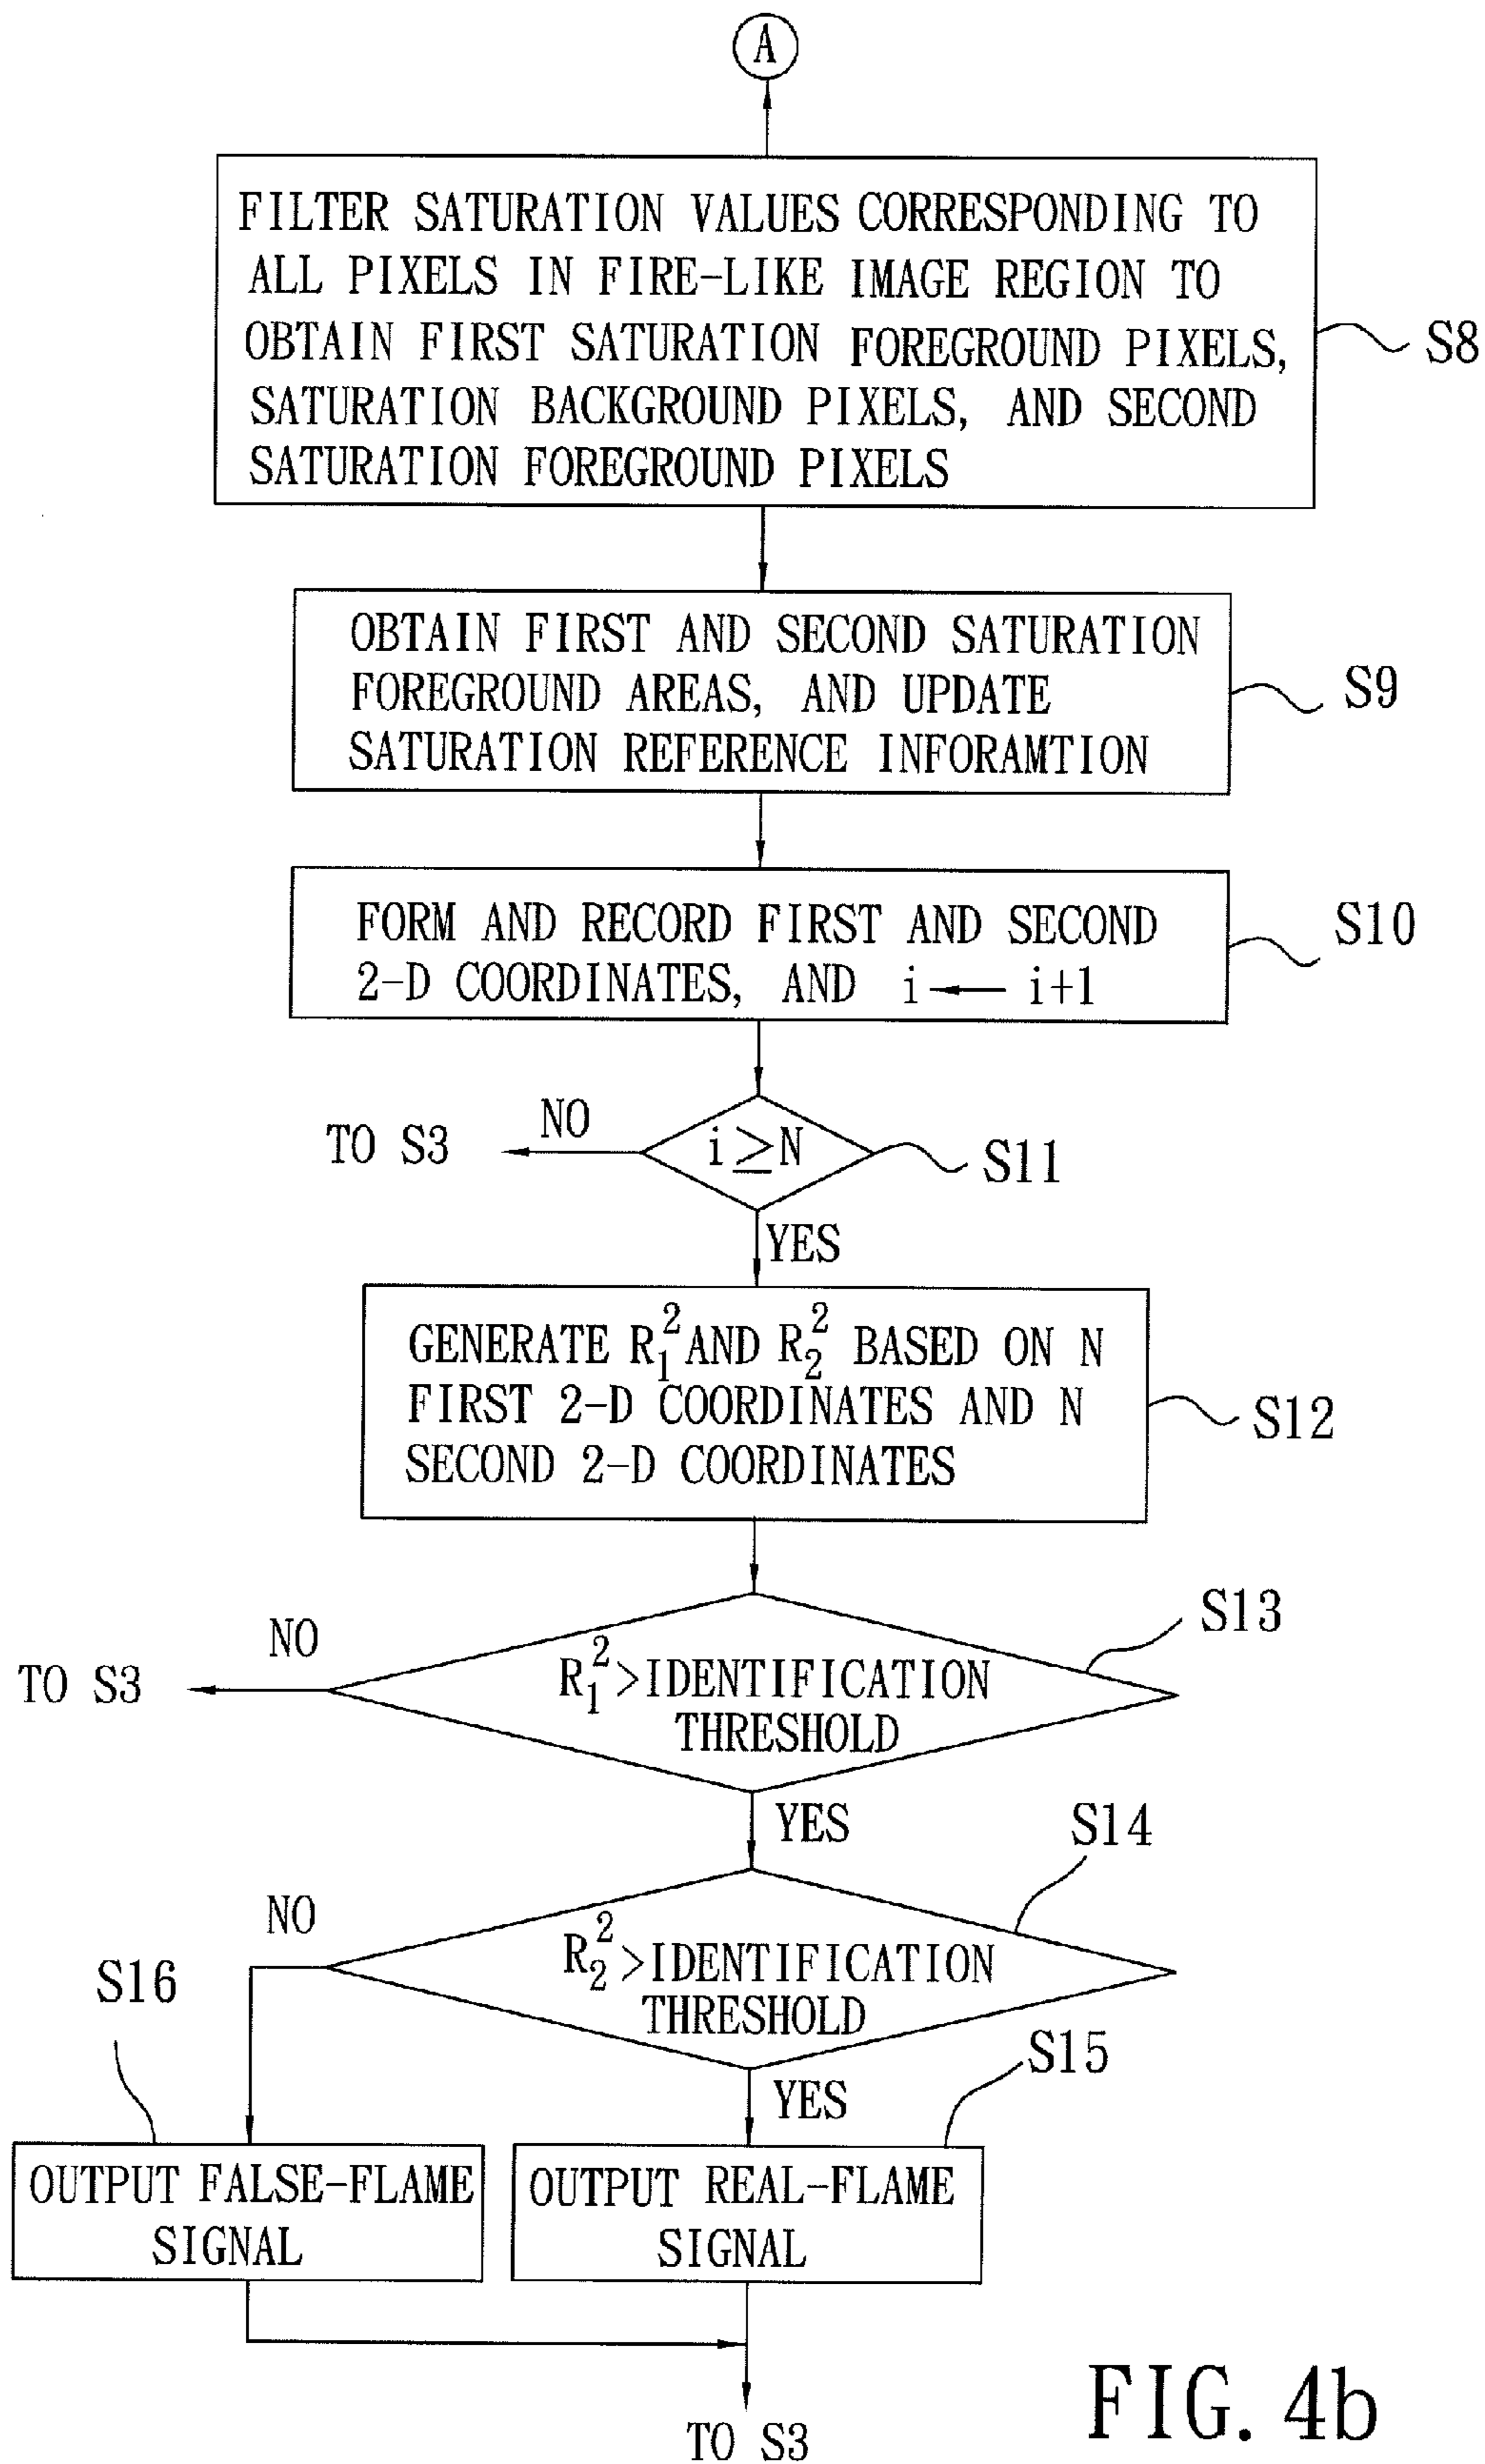 A
FILTER SATURATION VALUES CORRESPONDING TO
ALL PIXELS IN FIRE-LIKE IMAGE REGION TO
OBTAIN FIRST SATURATION FOREGROUND PIXELS,
SATURATION BACKGROUND PIXELS, AND SECOND
SATURATION FOREGROUND PIXELS
S8
OBTAIN FIRST AND SECOND SATURATION
FOREGROUND AREAS, AND UPDATE
SATURATION REFERENCE INFORAMTION
S9
FORM AND RECORD FIRST AND SECOND
2-D COORDINATES, AND i ← i+1
S10
TO S3
NO
i ≥ N
S11
YES
GENERATE R₁² AND R₂² BASED ON N
FIRST 2-D COORDINATES AND N
SECOND 2-D COORDINATES
S12
TO S3
NO
R₁² > IDENTIFICATION
THRESHOLD
S13
YES
NO
R₂² > IDENTIFICATION
THRESHOLD
S14
S16
YES
S15
OUTPUT FALSE-FLAME
SIGNAL
OUTPUT REAL-FLAME
SIGNAL
TO S3
FIG. 4b